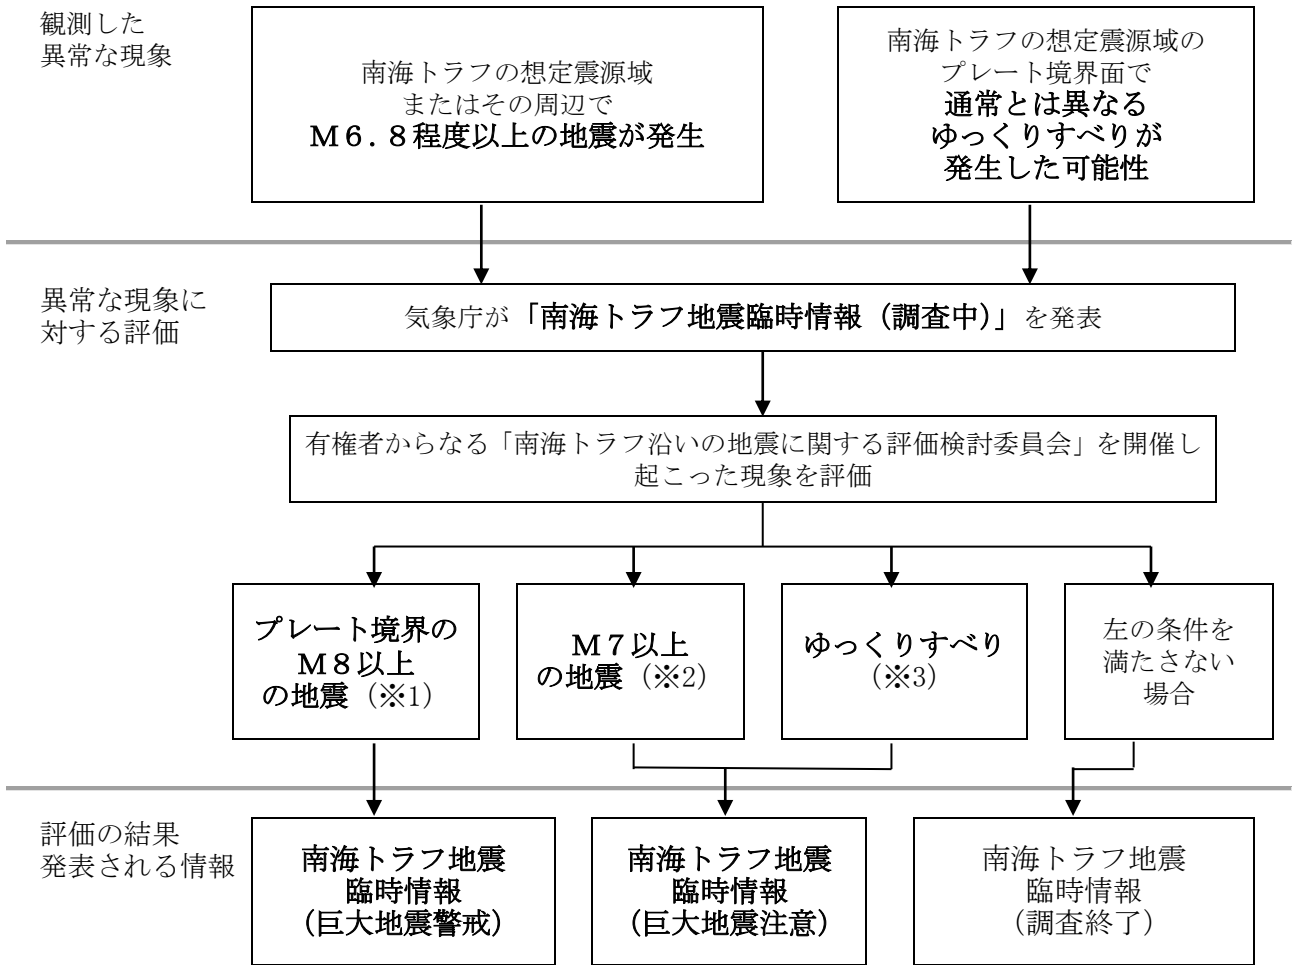 観測した
異常な現象
南海トラフの想定震源域
またはその周辺で
M6.8程度以上の地震が発生
南海トラフの想定震源域の
プレート境界面で
通常とは異なる
ゆっくりすべりが
発生した可能性
異常な現象に
対する評価
気象庁が「南海トラフ地震臨時情報（調査中）」を発表
有権者からなる「南海トラフ沿いの地震に関する評価検討委員会」を開催し
起こった現象を評価
プレート境界の
M8以上
の地震（※1）
M7以上
の地震（※2）
ゆっくりすべり
（※3）
左の条件を
満たさない
場合
評価の結果
発表される情報
南海トラフ地震
臨時情報
（巨大地震警戒）
南海トラフ地震
臨時情報
（巨大地震注意）
南海トラフ地震
臨時情報
（調査終了）